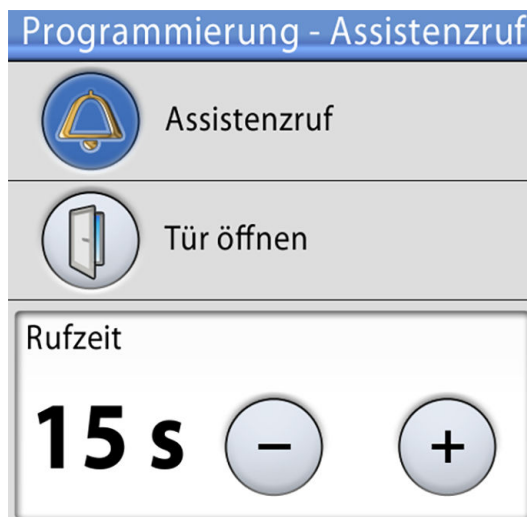 Programmierung - Assistenzruf
Assistenzruf
Tür öffnen
Rufzeit
15 s - +